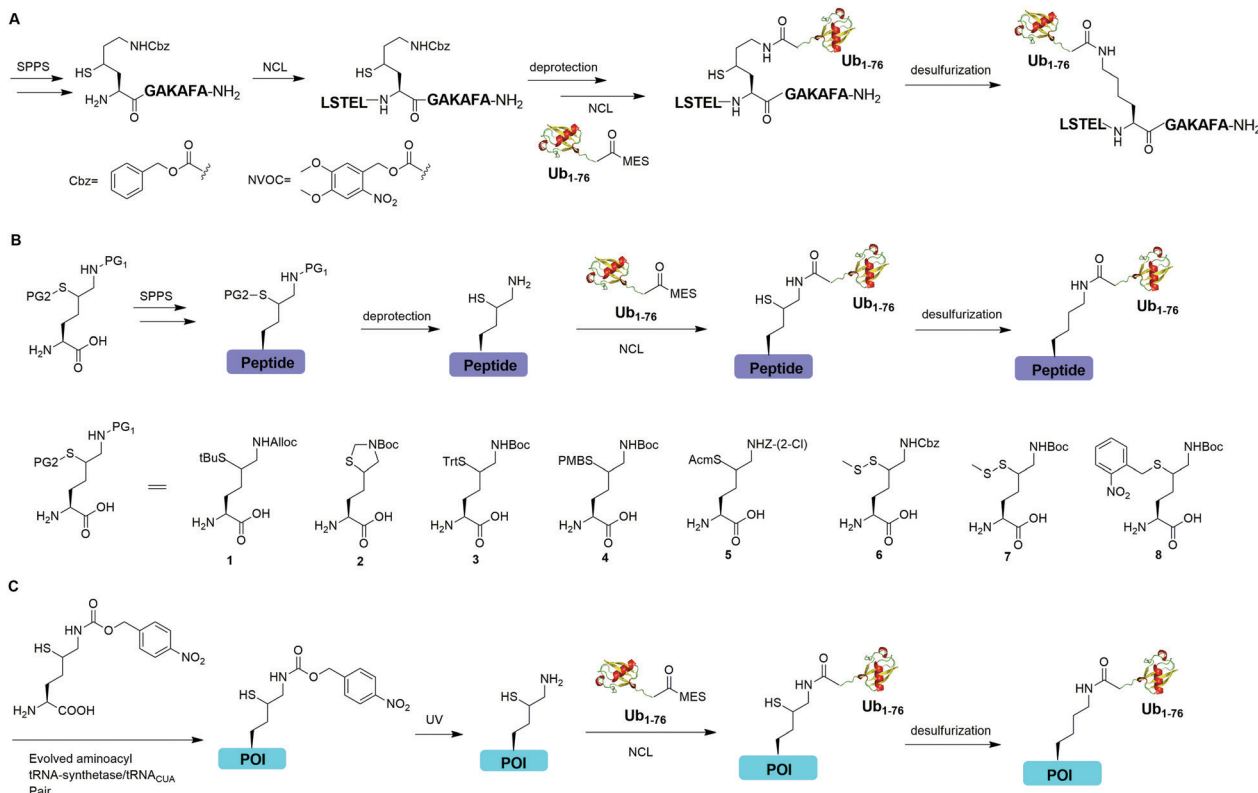 A
SPPS
NHCbz
HS
H2N
O
GAKAFA-NH2
NCL
NHCbz
HS
LSTEL
N
H
O
GAKAFA-NH2
deprotection
NCL
O
MES
Ub1-76
O
NH
Ub1-76
HS
LSTEL
N
H
O
GAKAFA-NH2
desulfurization
Ub1-76
O
HN
LSTEL
N
H
O
GAKAFA-NH2
Cbz=
O
O
NVOC=
O
O
O
O
NO2
B
HN-PG1
PG2-S
H2N
O
OH
SPPS
HN-PG1
PG2-S
Peptide
deprotection
NH2
HS
Peptide
O
MES
Ub1-76
NCL
O
HN
Ub1-76
HS
Peptide
desulfurization
O
HN
Ub1-76
Peptide
HN-PG1
PG2-S
H2N
O
OH
=
NHAlloc
tBuS
H2N
O
OH
1
NBoc
S
H2N
O
OH
2
NHBoc
TrtS
H2N
O
OH
3
NHBoc
PMBS
H2N
O
OH
4
NHZ-(2-Cl)
AcmS
H2N
O
OH
5
NHCbz
S-S
H2N
O
OH
6
NHBoc
S-S
H2N
O
OH
7
NHBoc
S
NO2
H2N
O
OH
8
C
O
HN
O
NO2
HS
H2N
COOH
Evolved aminoacyl
tRNA-synthetase/tRNACUA
Pair
O
HN
O
NO2
HS
POI
UV
NH2
HS
POI
O
MES
Ub1-76
NCL
O
HN
Ub1-76
HS
POI
desulfurization
O
HN
Ub1-76
POI